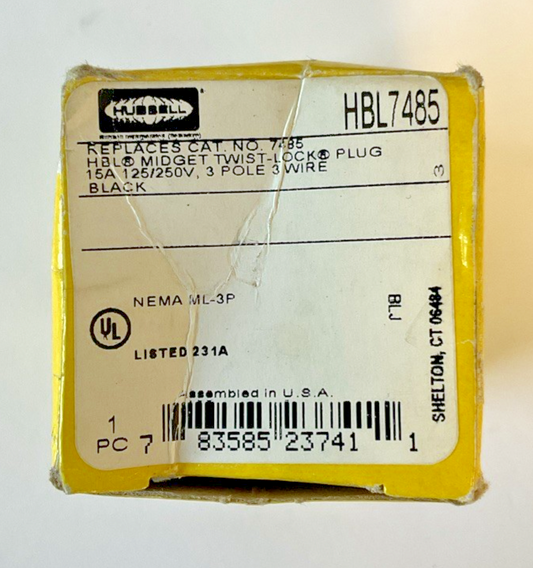 HUBBELL
HBL7485
REPLACES CAT. NO. 7485
HBL® MIDGET TWIST-LOCK® PLUG
15A 125/250V, 3 POLE 3 WIRE
BLACK
3
NEMA ML-3P
BLJ
UL
LISTED 231A
SHELTON, CT 06484
Assembled in U.S.A.
1
PC 7 83585 23741 1